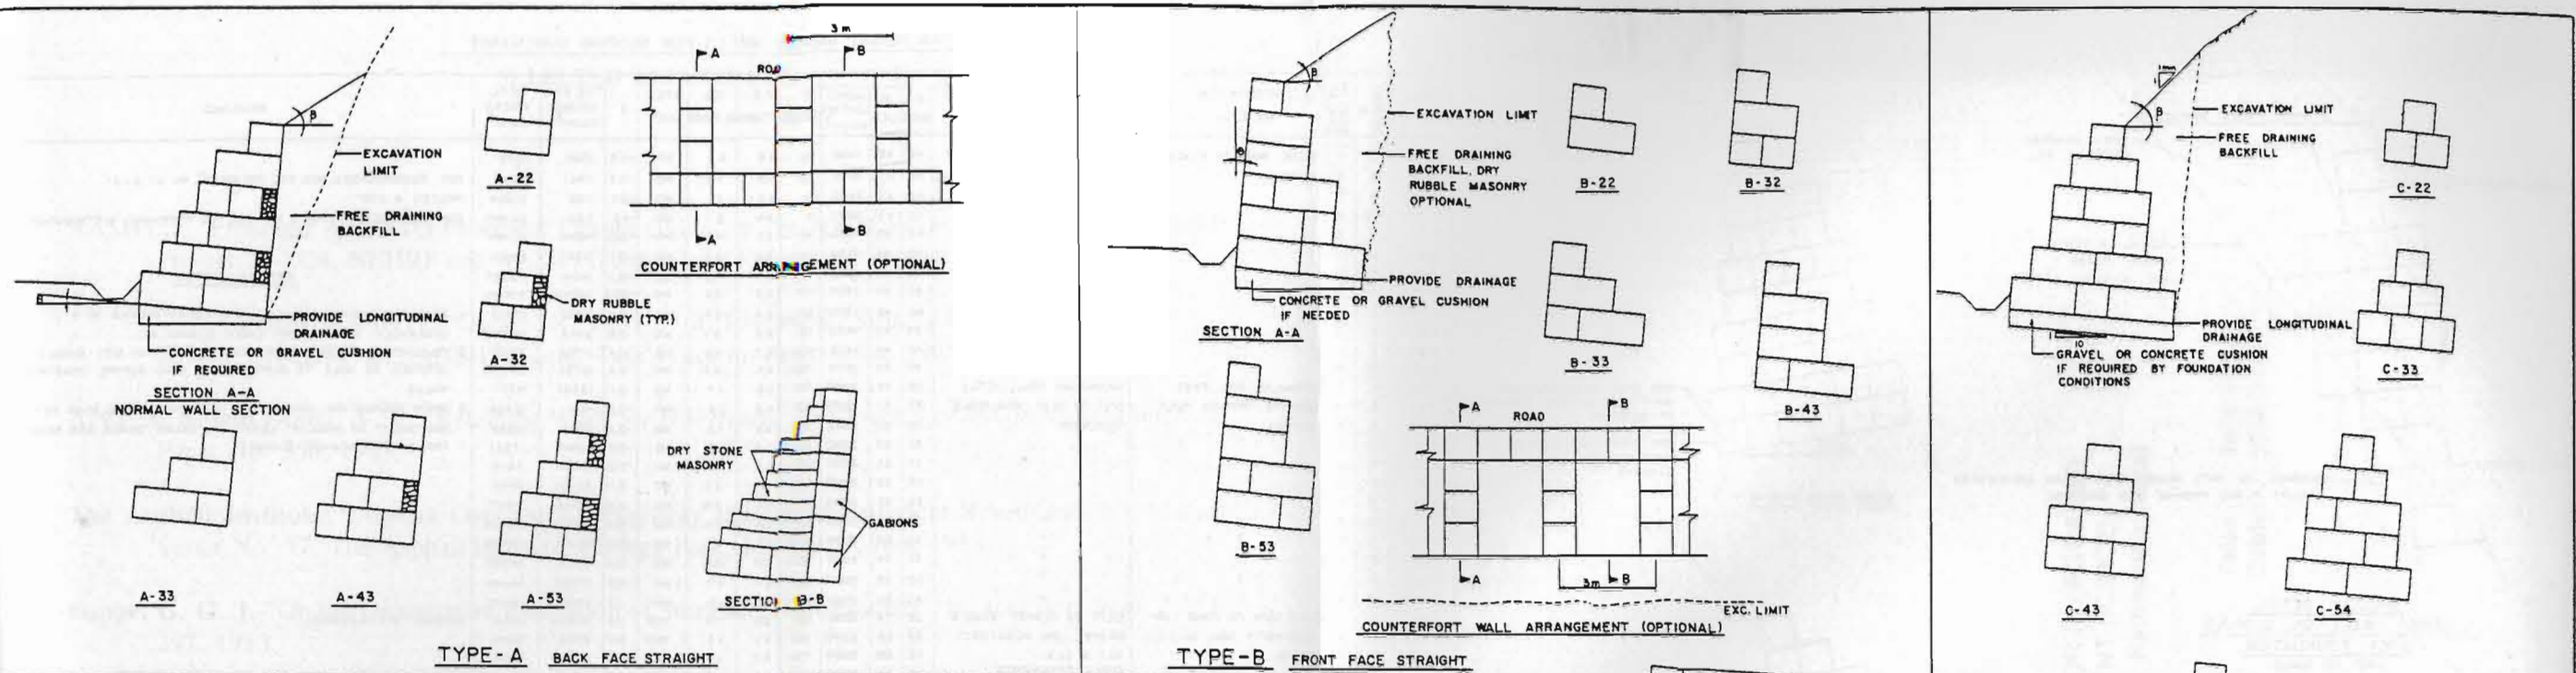 β
EXCAVATION
LIMIT
FREE DRAINING
BACKFILL
PROVIDE LONGITUDINAL
DRAINAGE
CONCRETE OR GRAVEL CUSHION
IF REQUIRED
SECTION A-A
NORMAL WALL SECTION
A-22
A-32
DRY RUBBLE
MASONRY (TYP.)
3 m
A
B
A
B
COUNTERFORT ARRANGEMENT (OPTIONAL)
A-33
A-43
A-53
DRY STONE
MASONRY
GABIONS
SECTION B-B
TYPE-A BACK FACE STRAIGHT
β
EXCAVATION LIMIT
FREE DRAINING
BACKFILL, DRY
RUBBLE MASONRY
OPTIONAL
PROVIDE DRAINAGE
CONCRETE OR GRAVEL CUSHION
IF NEEDED
SECTION A-A
B-22
B-32
B-33
B-43
B-53
A
ROAD
B
A
3m
B
EXC. LIMIT
COUNTERFORT WALL ARRANGEMENT (OPTIONAL)
TYPE-B FRONT FACE STRAIGHT
1
β
EXCAVATION LIMIT
FREE DRAINING
BACKFILL
PROVIDE LONGITUDINAL
DRAINAGE
1
10
GRAVEL OR CONCRETE CUSHION
IF REQUIRED BY FOUNDATION
CONDITIONS
C-22
C-33
C-43
C-54